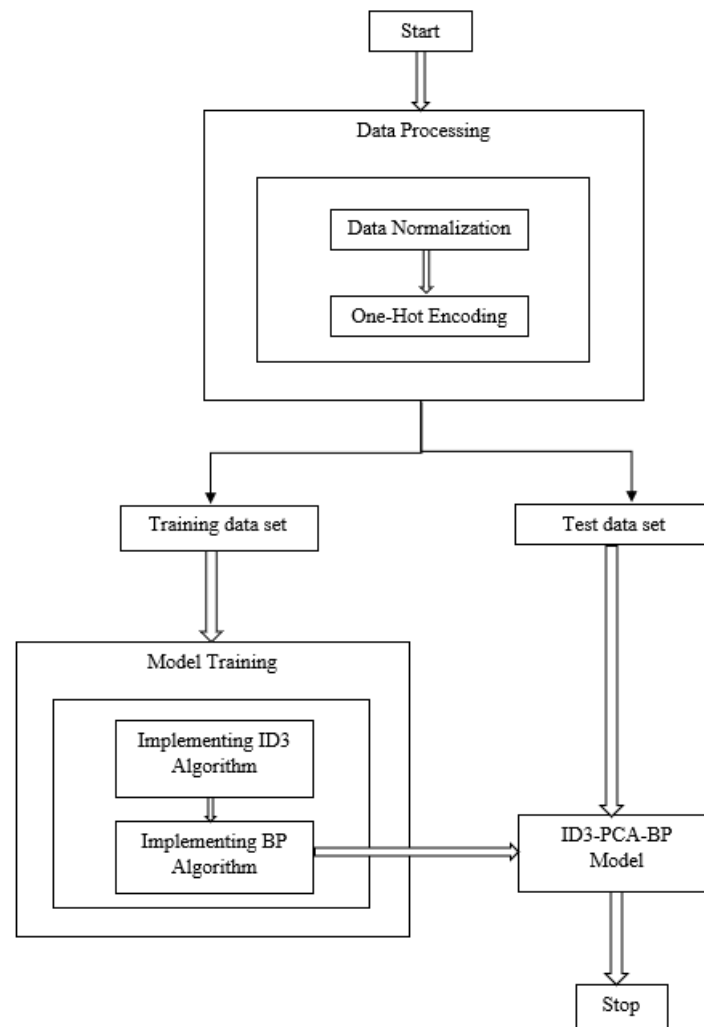 Start
Data Processing
Data Normalization
One-Hot Encoding
Training data set
Test data set
Model Training
Implementing ID3
Algorithm
Implementing BP
Algorithm
ID3-PCA-BP
Model
Stop